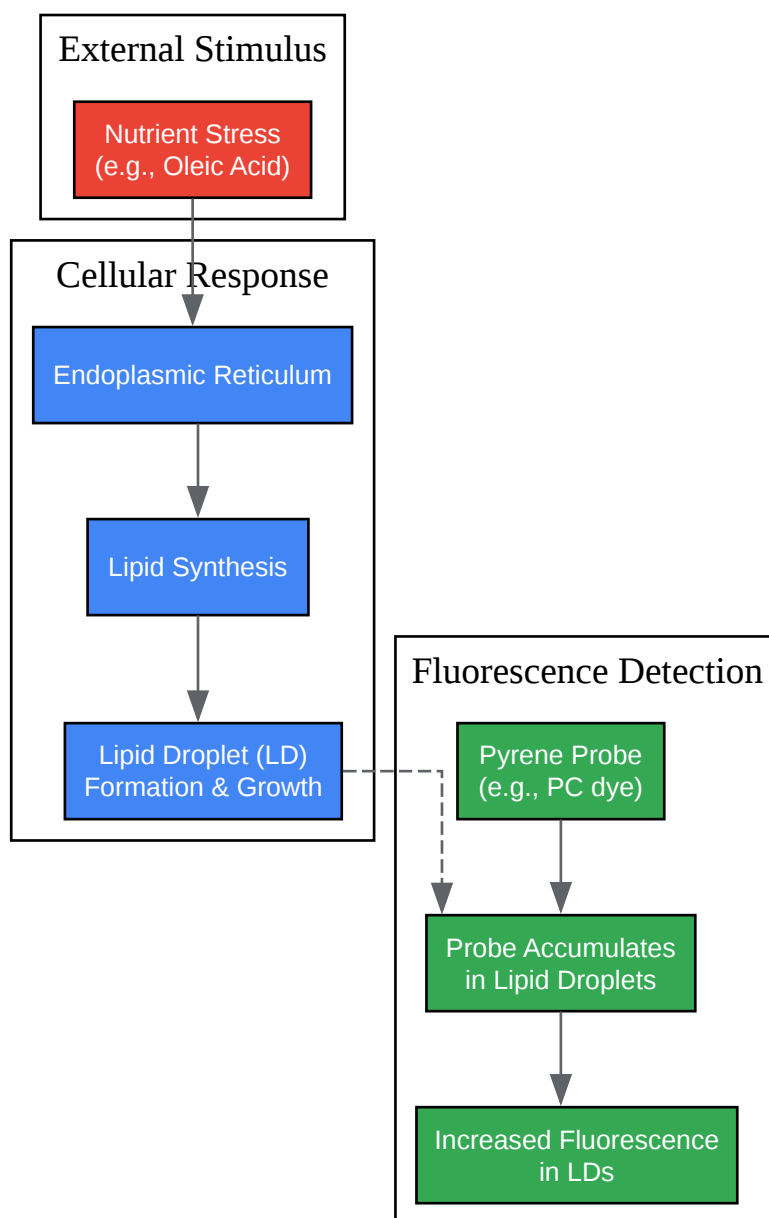 External Stimulus
Nutrient Stress
(e.g., Oleic Acid)
Cellular Response
Endoplasmic Reticulum
Lipid Synthesis
Lipid Droplet (LD)
Formation & Growth
Fluorescence Detection
Pyrene Probe
(e.g., PC dye)
Probe Accumulates
in Lipid Droplets
Increased Fluorescence
in LDs